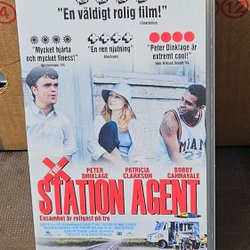 "En väldigt rolig film!"
"Mycket hjärta
och mycket finess!"
"En ren njutning"
"Peter Dinklage är
extremt cool!"
MIAMI
PETER
DINKLAGE
PATRICIA
CLARKSON
BOBBY
CANNAVALE
STATION AGENT
Ensamhet är roligast på tre